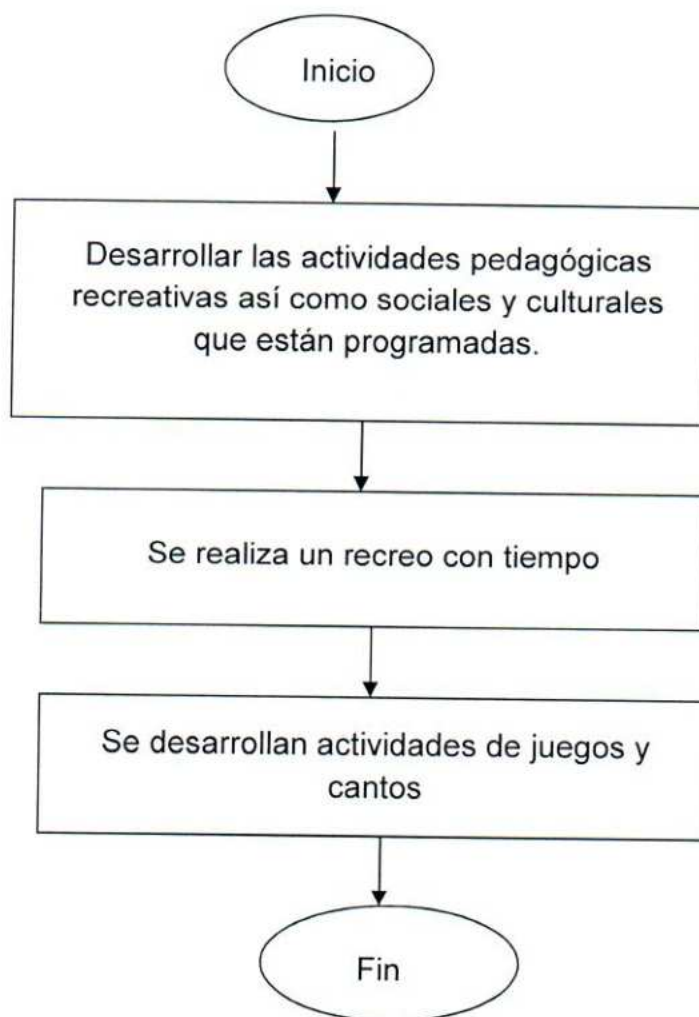 Inicio
Desarrollar las actividades pedagógicas
recreativas así como sociales y culturales
que están programadas.
Se realiza un recreo con tiempo
Se desarrollan actividades de juegos y
cantos
Fin